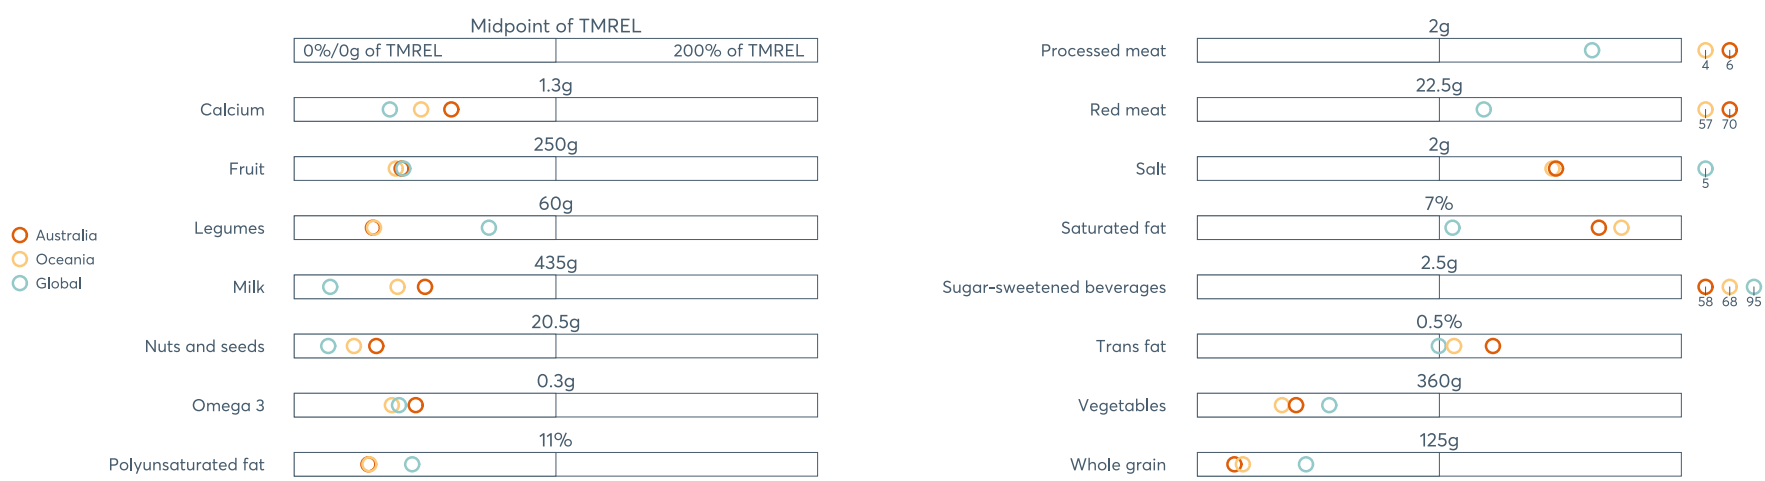 Midpoint of TMREL
0%/0g of TMREL 200% of TMREL
1.3g
Calcium
250g
Fruit
60g
Legumes
435g
Milk
20.5g
Nuts and seeds
0.3g
Omega 3
11%
Polyunsaturated fat
Australia
Oceania
Global
2g
Processed meat
4 6
22.5g
Red meat
57 70
2g
Salt
5
7%
Saturated fat
2.5g
Sugar-sweetened beverages
58 68 95
0.5%
Trans fat
360g
Vegetables
125g
Whole grain